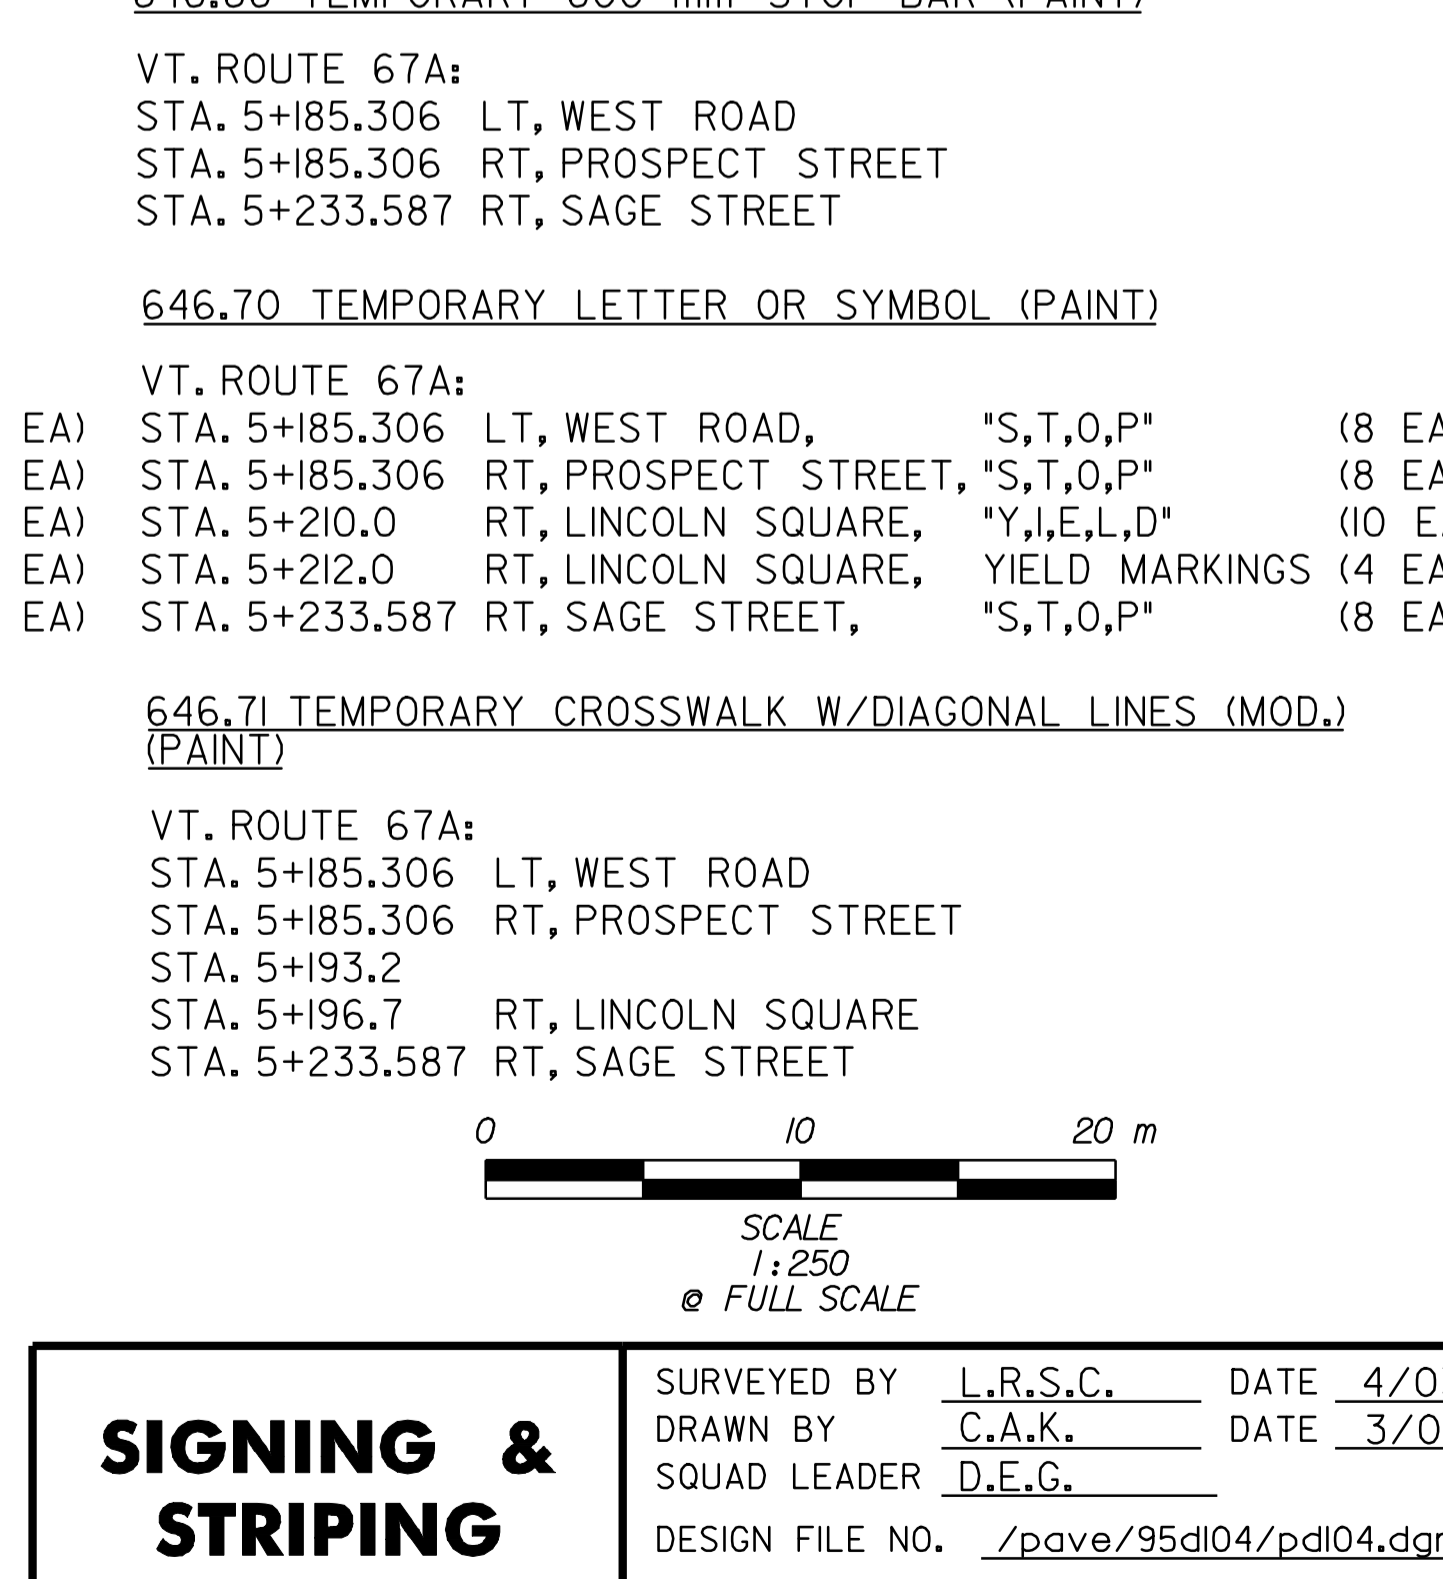 TEMPORARY 600 mm STOP BAR (PAINT)
VT. ROUTE 67A:
STA. 5+185.306 LT, WEST ROAD
STA. 5+185.306 RT, PROSPECT STREET
STA. 5+233.587 RT, SAGE STREET
646.70 TEMPORARY LETTER OR SYMBOL (PAINT)
VT. ROUTE 67A:
EA) STA. 5+185.306 LT, WEST ROAD, "S,T,O,P" (8 EA
EA) STA. 5+185.306 RT, PROSPECT STREET, "S,T,O,P" (8 EA
EA) STA. 5+210.0 RT, LINCOLN SQUARE, "Y,I,E,L,D" (10 EA
EA) STA. 5+212.0 RT, LINCOLN SQUARE, YIELD MARKINGS (4 EA
EA) STA. 5+233.587 RT, SAGE STREET, "S,T,O,P" (8 EA
646.71 TEMPORARY CROSSWALK W/DIAGONAL LINES (MOD.)
(PAINT)
VT. ROUTE 67A:
STA. 5+185.306 LT, WEST ROAD
STA. 5+185.306 RT, PROSPECT STREET
STA. 5+193.2
STA. 5+196.7 RT, LINCOLN SQUARE
STA. 5+233.587 RT, SAGE STREET
0 10 20 m
SCALE
1:250
@ FULL SCALE
SIGNING &
STRIPING
SURVEYED BY L.R.S.C. DATE 4/0
DRAWN BY C.A.K. DATE 3/0
SQUAD LEADER D.E.G.
DESIGN FILE NO. /pave/95d104/pd104.dgn